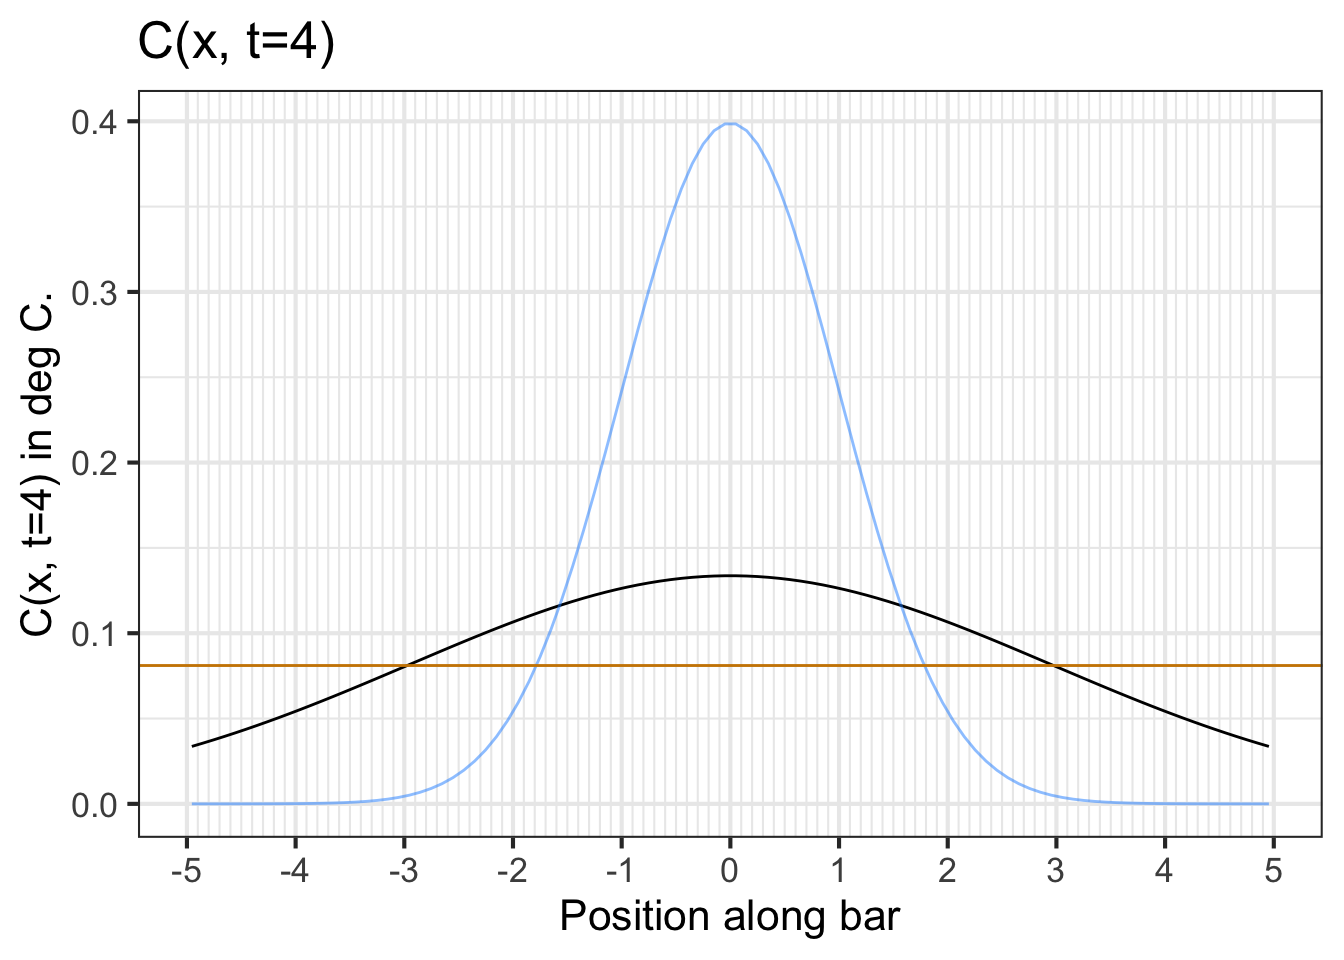 C(x, t=4)
C(x, t=4) in deg C.
0.4
0.3
0.2
0.1
0.0
-5 -4 -3 -2 -1 0 1 2 3 4 5
Position along bar